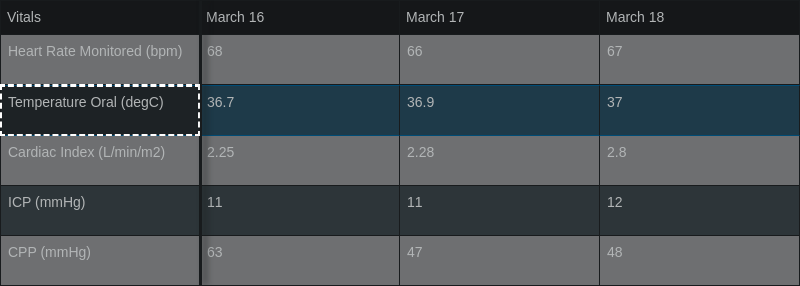 Vitals March 16 March 17 March 18
Heart Rate Monitored (bpm) 68 66 67
Temperature Oral (degC) 36.7 36.9 37
Cardiac Index (L/min/m2) 2.25 2.28 2.8
ICP (mmHg) 11 11 12
CPP (mmHg) 63 47 48